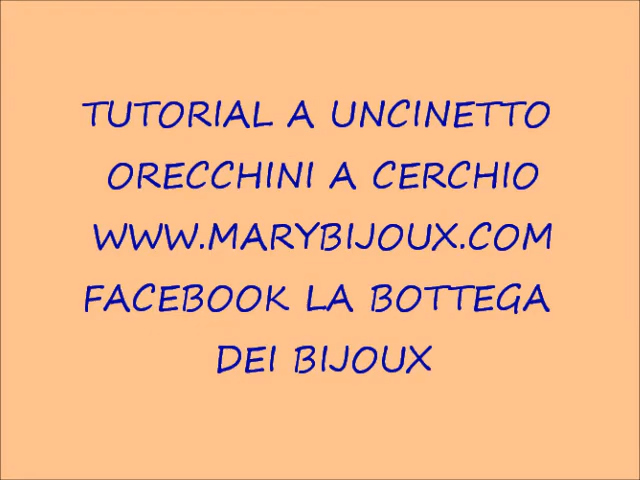 TUTORIAL A UNCINETTO
ORECCHINI A CERCHIO
WWW.MARYBIJOUX.COM
FACEBOOK LA BOTTEGA
DEI BIJOUX